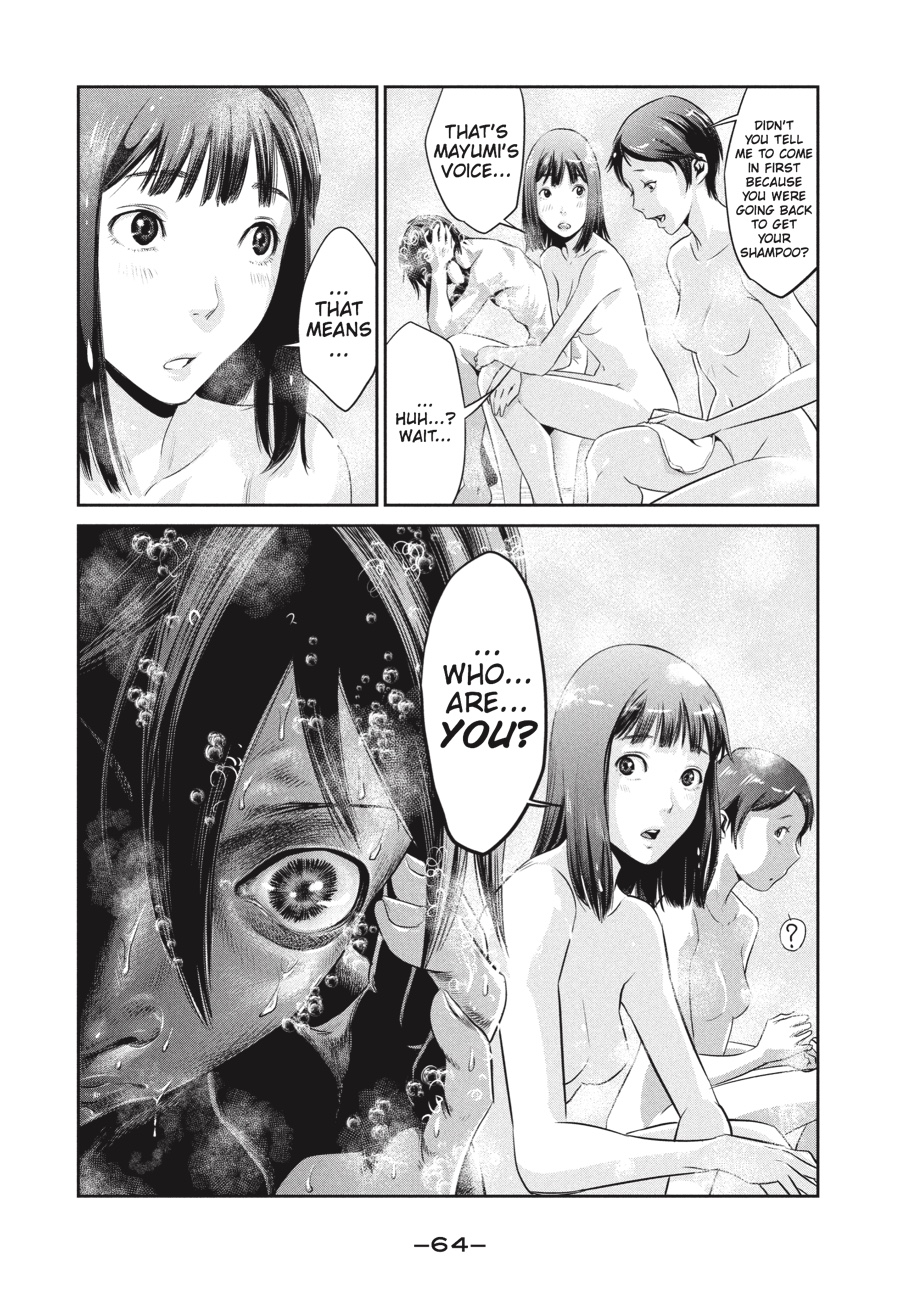 DIDN'T
YOU TELL
ME TO COME
IN FIRST
BECAUSE
YOU WERE
GOING BACK
TO GET
YOUR
SHAMPOO?
THAT'S
MAYUMI'S
VOICE...
...
HUH...?
WAIT...
...
THAT
MEANS
...
...
WHO...
ARE...
YOU?
?
-64-